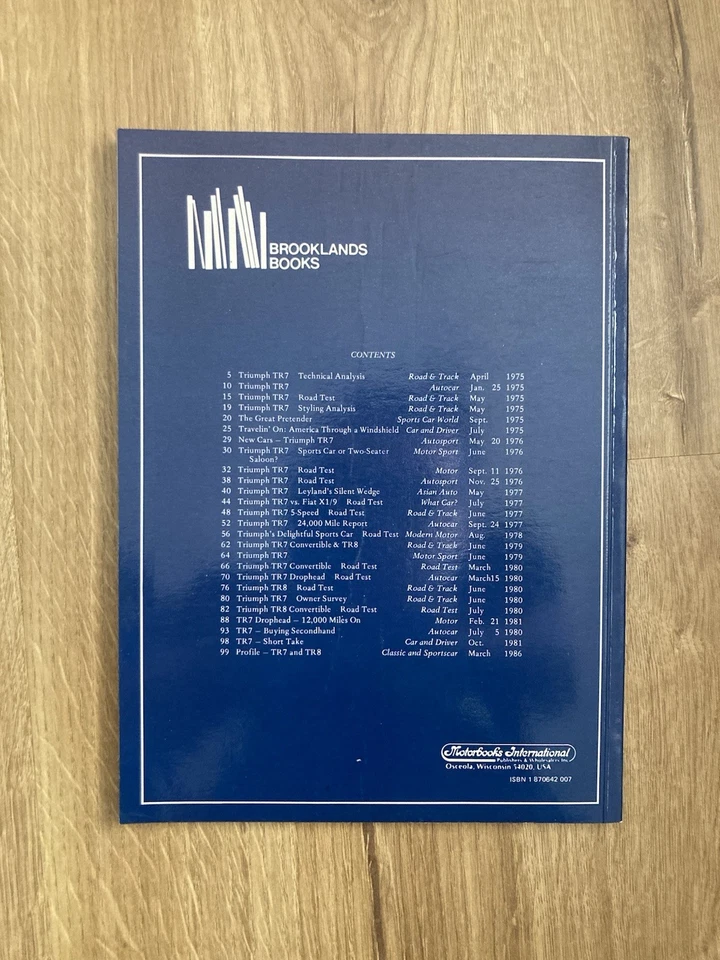 BROOKLANDS
BOOKS
CONTENTS
5 Triumph TR7 Technical Analysis Road & Track April 1975
10 Triumph TR7 Autocar Jan. 25 1975
15 Triumph TR7 Road Test Road & Track May 1975
19 Triumph TR7 Styling Analysis Road & Track May 1975
20 The Great Pretender Sports Car World Sept. 1975
25 Travelin' On: America Through a Windshield Car and Driver July 1975
29 New Cars – Triumph TR7 Autosport May 20 1976
30 Triumph TR7 Sports Car or Two-Seater Motor Sport June 1976
Saloon?
32 Triumph TR7 Road Test Motor Sept. 11 1976
38 Triumph TR7 Road Test Autosport Nov. 25 1976
40 Triumph TR7 Leyland's Silent Wedge Asian Auto May 1977
44 Triumph TR7 vs. Fiat X1/9 Road Test What Car? July 1977
48 Triumph TR7 5-Speed Road Test Road & Track June 1977
52 Triumph TR7 24,000 Mile Report Autocar Sept. 24 1977
56 Triumph's Delightful Sports Car Road Test Modern Motor Aug. 1978
62 Triumph TR7 Convertible & TR8 Road & Track June 1979
64 Triumph TR7 Motor Sport June 1979
66 Triumph TR7 Convertible Road Test Road Test March 1980
70 Triumph TR7 Drophead Road Test Autocar March15 1980
76 Triumph TR8 Road Test Road & Track June 1980
80 Triumph TR7 Owner Survey Road & Track June 1980
82 Triumph TR8 Convertible Road Test Road Test July 1980
88 TR7 Drophead – 12,000 Miles On Motor Feb. 21 1981
93 TR7 – Buying Secondhand Autocar July 5 1980
98 TR7 – Short Take Car and Driver Oct. 1981
99 Profile – TR7 and TR8 Classic and Sportscar March 1986
Motorbooks International
Publishers & Wholesalers Inc
Osceola, Wisconsin 54020, USA
ISBN 1 870642 007